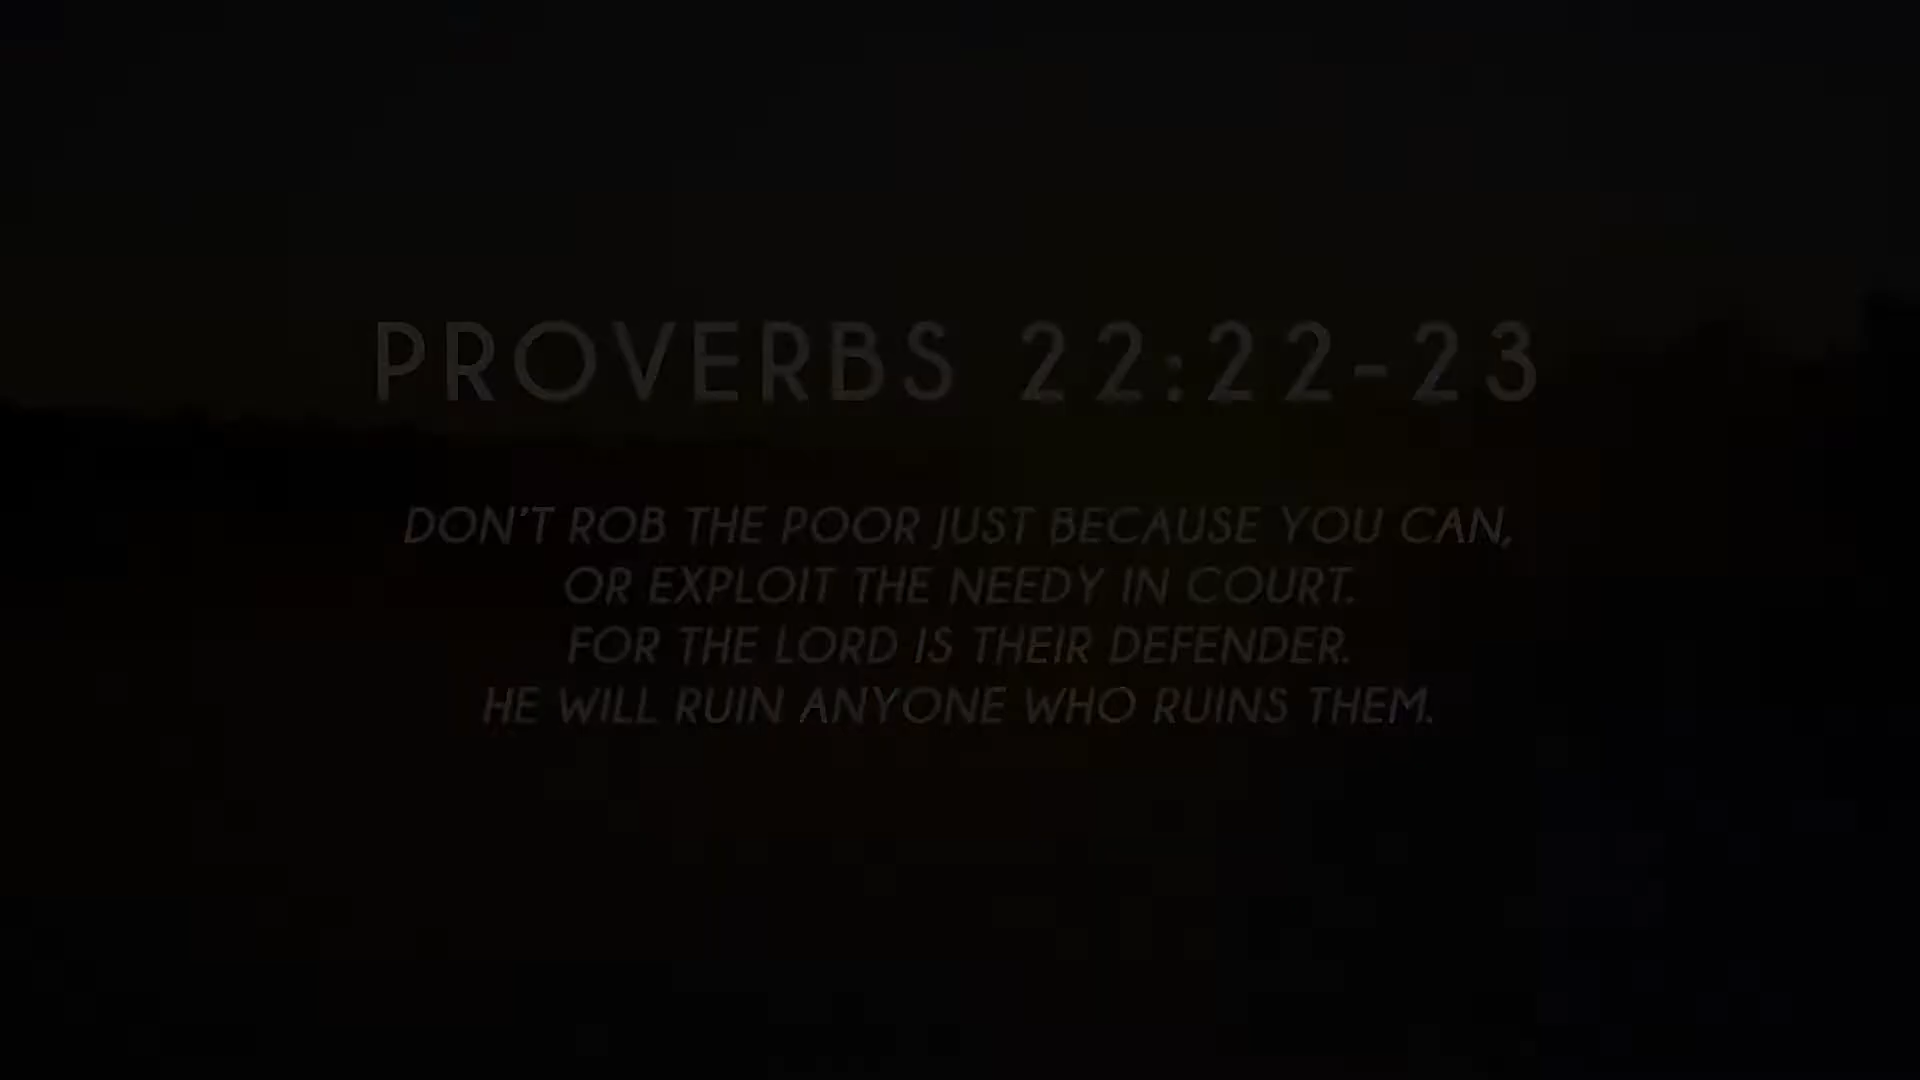 PROVERBS 22:22-23
DON'T ROB THE POOR JUST BECAUSE YOU CAN,
OR EXPLOIT THE NEEDY IN COURT.
FOR THE LORD IS THEIR DEFENDER.
HE WILL RUIN ANYONE WHO RUINS THEM.